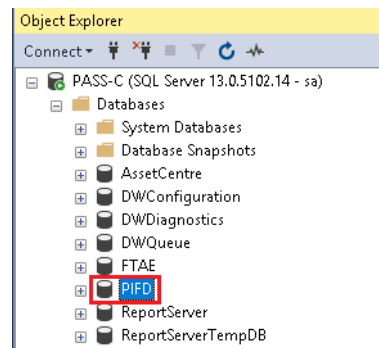 Object Explorer
Connect
PASS-C (SQL Server 13.0.5102.14 - sa)
Databases
System Databases
Database Snapshots
AssetCentre
DWConfiguration
DWDiagnostics
DWQueue
FTAE
PIFD
ReportServer
ReportServerTempDB